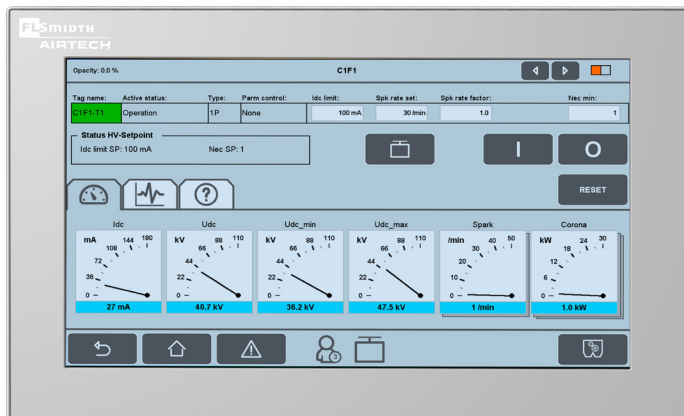 FLSMIDTH
AIRTECH
Opacity: 0.0 %
C1F1
Tag name: Active status: Type: Parm control: Idc limit: Spk rate set: Spk rate factor: Nec min:
C1F1-T1 Operation 1P None 100 mA 30 /min 1.0 1
Status HV-Setpoint
Idc limit SP: 100 mA Nec SP: 1
I O
?
RESET
Idc Udc Udc_min Udc_max Spark Corona
mA 0 36 72 108 144 180
kV 0 22 44 66 88 110
kV 0 22 44 66 88 110
kV 0 22 44 66 88 110
/min 0 10 20 30 40 50
kW 0 6 12 18 24 30
27 mA 40.7 kV 36.2 kV 47.5 kV 1 /min 1.0 kW
3